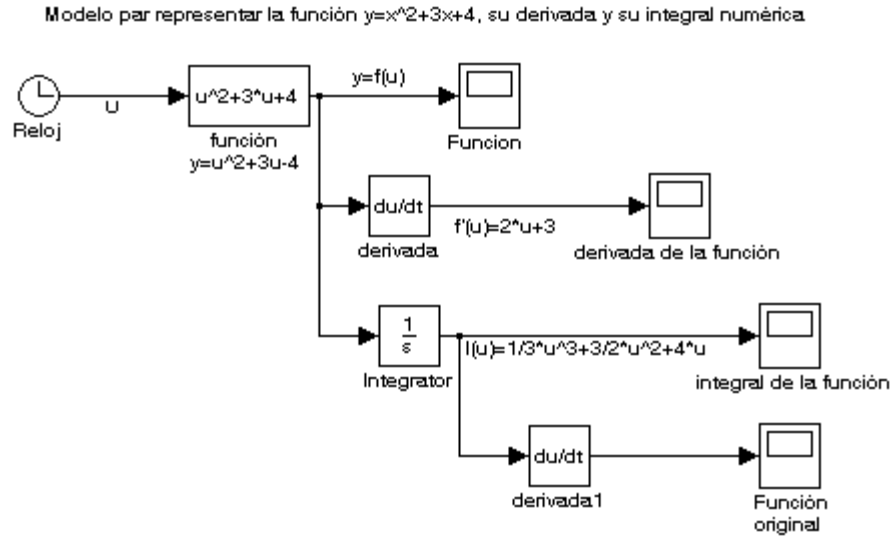 Modelo par representar la función y=x^2+3x+4, su derivada y su integral numérica
Reloj
U
u^2+3*u+4
función
y=u^2+3u-4
y=f(u)
Funcion
du/dt
derivada
f'(u)=2*u+3
derivada de la función
1
s
Integrator
I(u)=1/3*u^3+3/2*u^2+4*u
integral de la función
du/dt
derivada1
Función
original